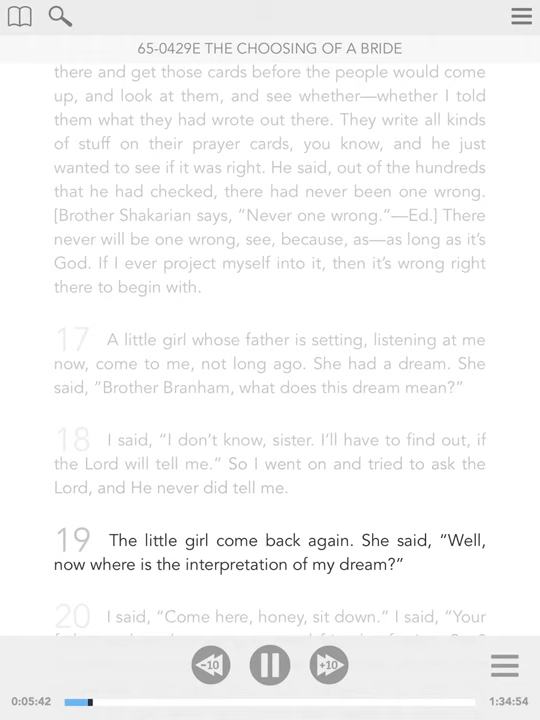 65-0429E THE CHOOSING OF A BRIDE
there and get those cards before the people would come
up, and look at them, and see whether—whether I told
them what they had wrote out there. They write all kinds
of stuff on their prayer cards, you know, and he just
wanted to see if it was right. He said, out of the hundreds
that he had checked, there had never been one wrong.
[Brother Shakarian says, “Never one wrong.”—Ed.] There
never will be one wrong, see, because, as—as long as it’s
God. If I ever project myself into it, then it’s wrong right
there to begin with.
17 A little girl whose father is setting, listening at me
now, come to me, not long ago. She had a dream. She
said, “Brother Branham, what does this dream mean?”
18 I said, “I don’t know, sister. I’ll have to find out, if
the Lord will tell me.” So I went on and tried to ask the
Lord, and He never did tell me.
19 The little girl come back again. She said, “Well,
now where is the interpretation of my dream?”
20 I said, “Come here, honey, sit down.” I said, “Your
-10 +10
0:05:42 1:34:54